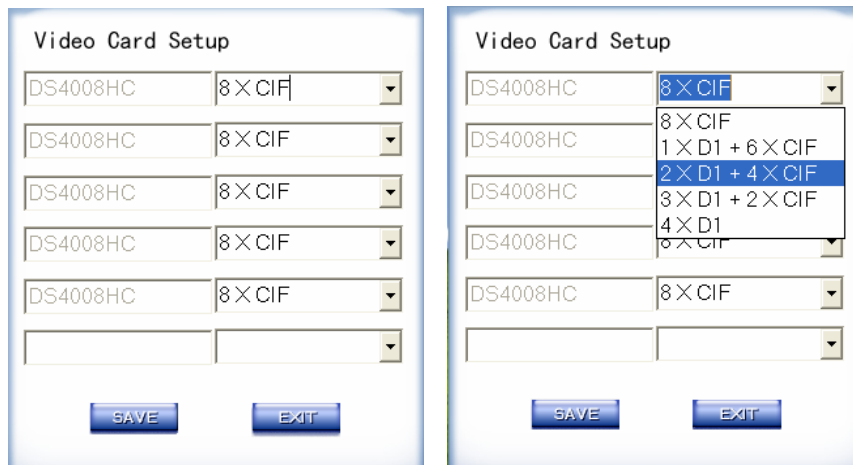 Video Card Setup
DS4008HC 8×CIF
DS4008HC 8×CIF
DS4008HC 8×CIF
DS4008HC 8×CIF
DS4008HC 8×CIF
SAVE EXIT
Video Card Setup
DS4008HC 8×CIF
8×CIF
1×D1+6×CIF
DS4008HC
2×D1+4×CIF
DS4008HC
3×D1+2×CIF
4×D1
DS4008HC 8×CIF
DS4008HC 8×CIF
SAVE EXIT